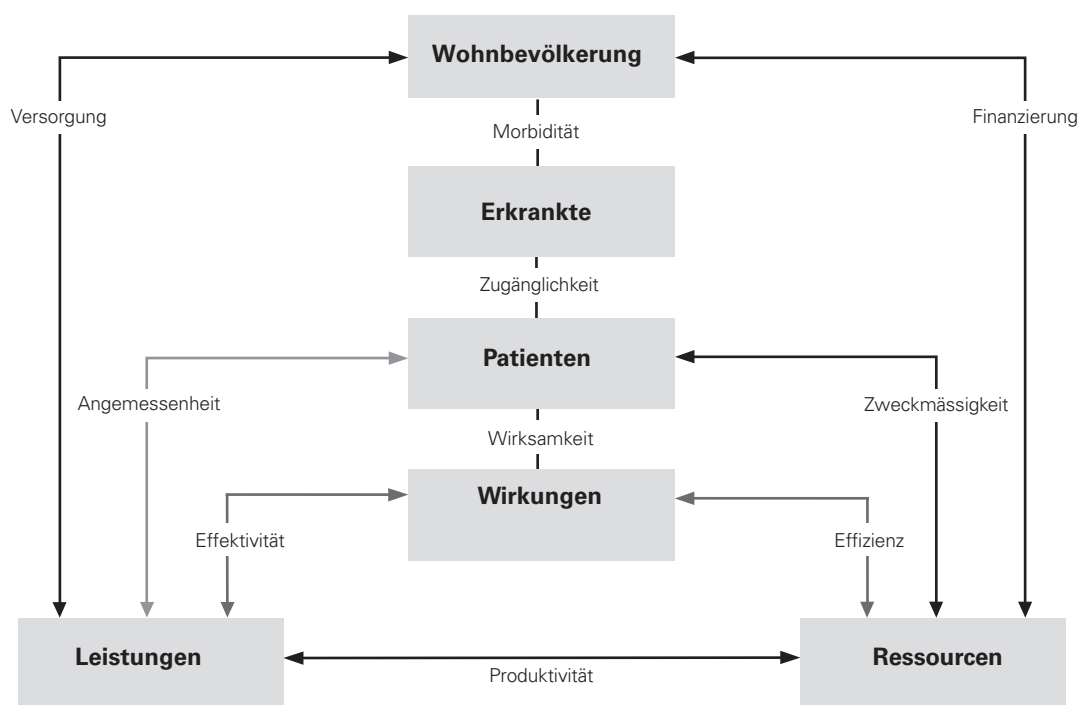 Wohnbevölkerung
Versorgung
Finanzierung
Morbidität
Erkrankte
Zugänglichkeit
Patienten
Angemessenheit
Zweckmässigkeit
Wirksamkeit
Wirkungen
Effektivität
Effizienz
Leistungen
Ressourcen
Produktivität